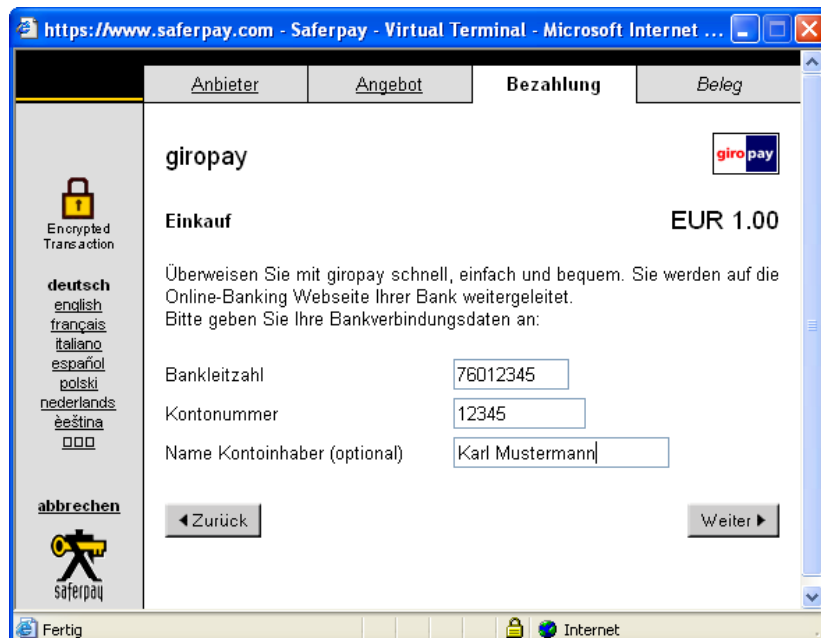 https://www.saferpay.com - Saferpay - Virtual Terminal - Microsoft Internet ...
Anbieter
Angebot
Bezahlung
Beleg
giropay
giropay
Encrypted
Transaction
Einkauf
EUR 1.00
Überweisen Sie mit giropay schnell, einfach und bequem. Sie werden auf die
Online-Banking Webseite Ihrer Bank weitergeleitet.
Bitte geben Sie Ihre Bankverbindungsdaten an:
deutsch
english
français
italiano
español
polski
nederlands
èeština
□□□
Bankleitzahl
76012345
Kontonummer
12345
Name Kontoinhaber (optional)
Karl Mustermann
abbrechen
Zurück
Weiter
saferpay
Fertig
Internet